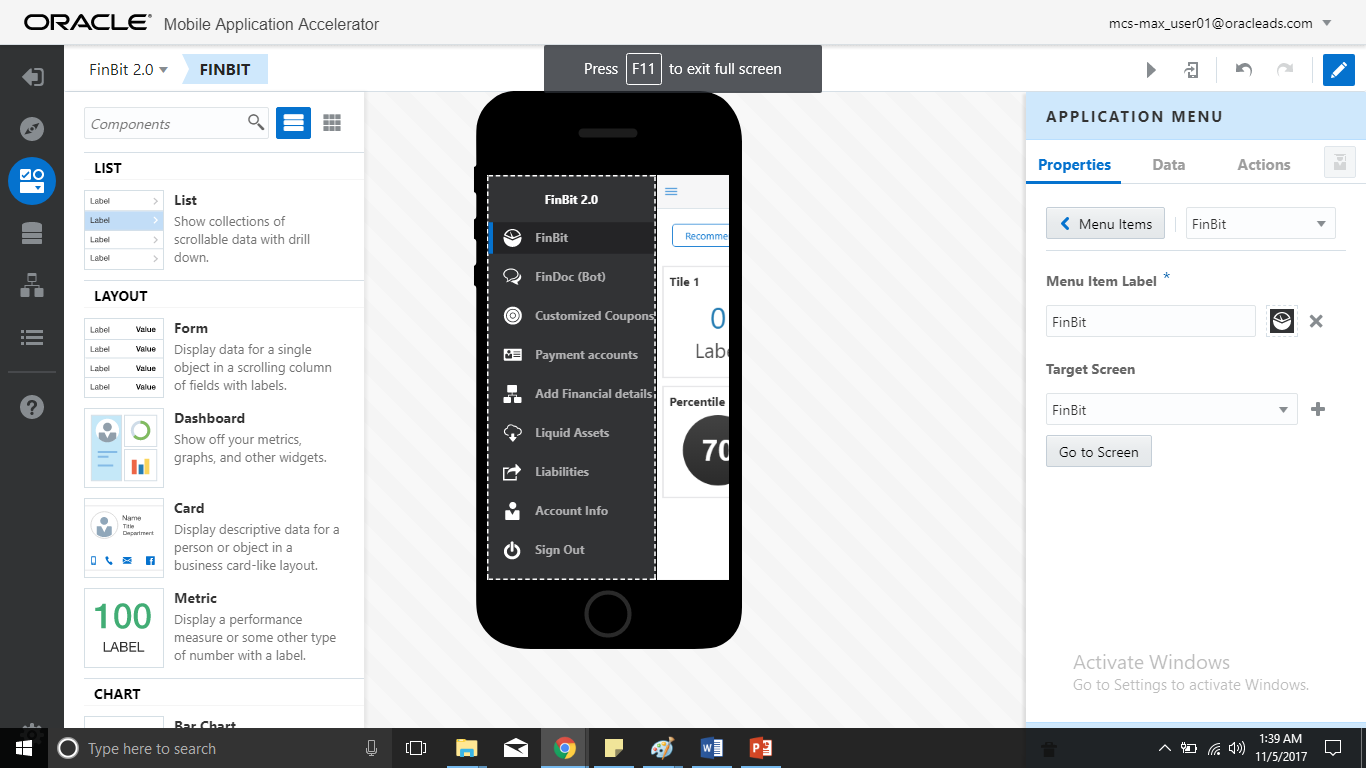 ORACLE Mobile Application Accelerator
mcs-max_user01@oracleads.com
FinBit 2.0
FINBIT
Press F11 to exit full screen
Components
LIST
Label
Label
Label
Label
List
Show collections of
scrollable data with drill
down.
LAYOUT
Label Value
Label Value
Label Value
Label Value
Form
Display data for a single
object in a scrolling column
of fields with labels.
Dashboard
Show off your metrics,
graphs, and other widgets.
Name
Title
Department
Card
Display descriptive data for a
person or object in a
business card-like layout.
100
LABEL
Metric
Display a performance
measure or some other type
of number with a label.
CHART
Bar Chart
FinBit 2.0
FinBit
FinDoc (Bot)
Customized Coupons
Payment accounts
Add Financial details
Liquid Assets
Liabilities
Account Info
Sign Out
Recomme
Tile 1
0
Labe
Percentile
70
APPLICATION MENU
Properties Data Actions
Menu Items
FinBit
Menu Item Label *
FinBit
Target Screen
FinBit
Go to Screen
Activate Windows
Go to Settings to activate Windows.
Type here to search
1:39 AM
11/5/2017